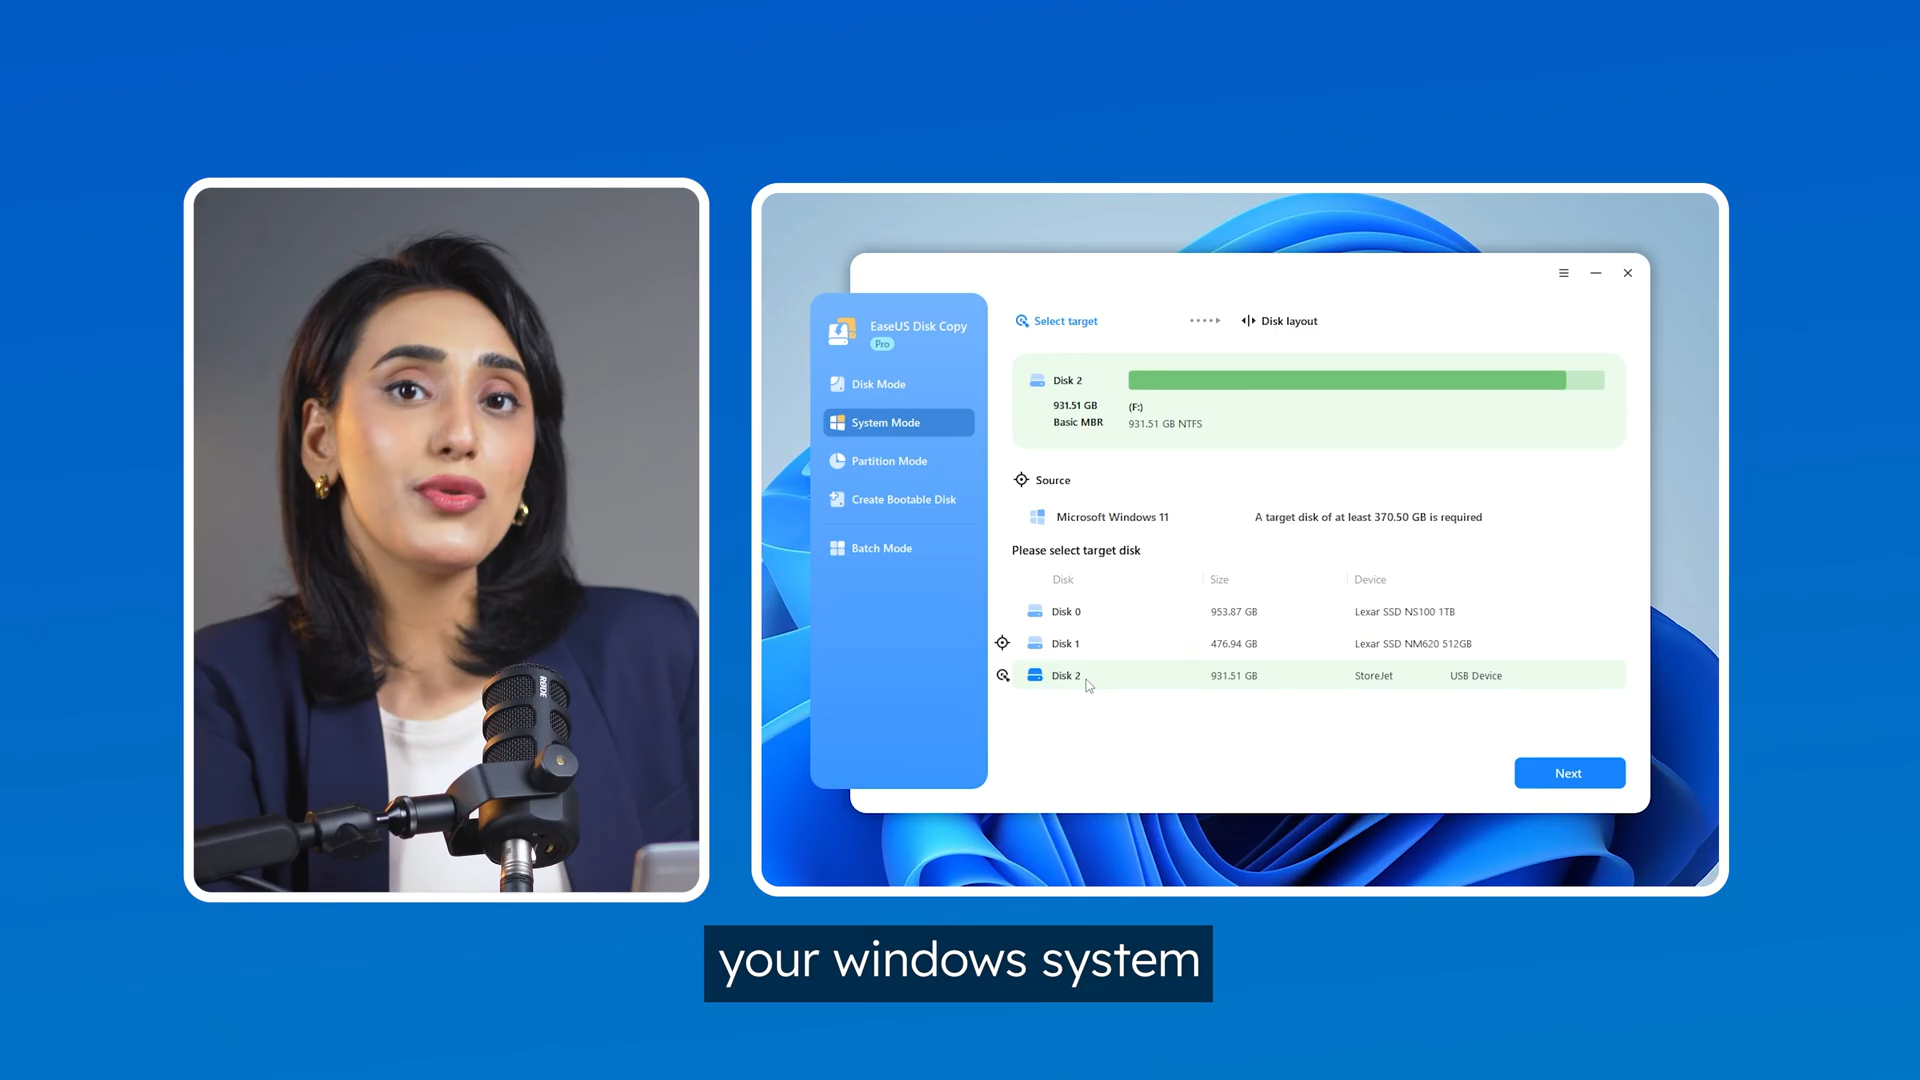 RØDE
EaseUS Disk Copy
Pro
Disk Mode
System Mode
Partition Mode
Create Bootable Disk
Batch Mode
Select target
Disk layout
Disk 2
931.51 GB
Basic MBR
(F:)
931.51 GB NTFS
Source
Microsoft Windows 11 A target disk of at least 370.50 GB is required
Please select target disk
Disk Size Device
Disk 0 953.87 GB Lexar SSD NS100 1TB
Disk 1 476.94 GB Lexar SSD NM620 512GB
Disk 2 931.51 GB StoreJet USB Device
Next
your windows system